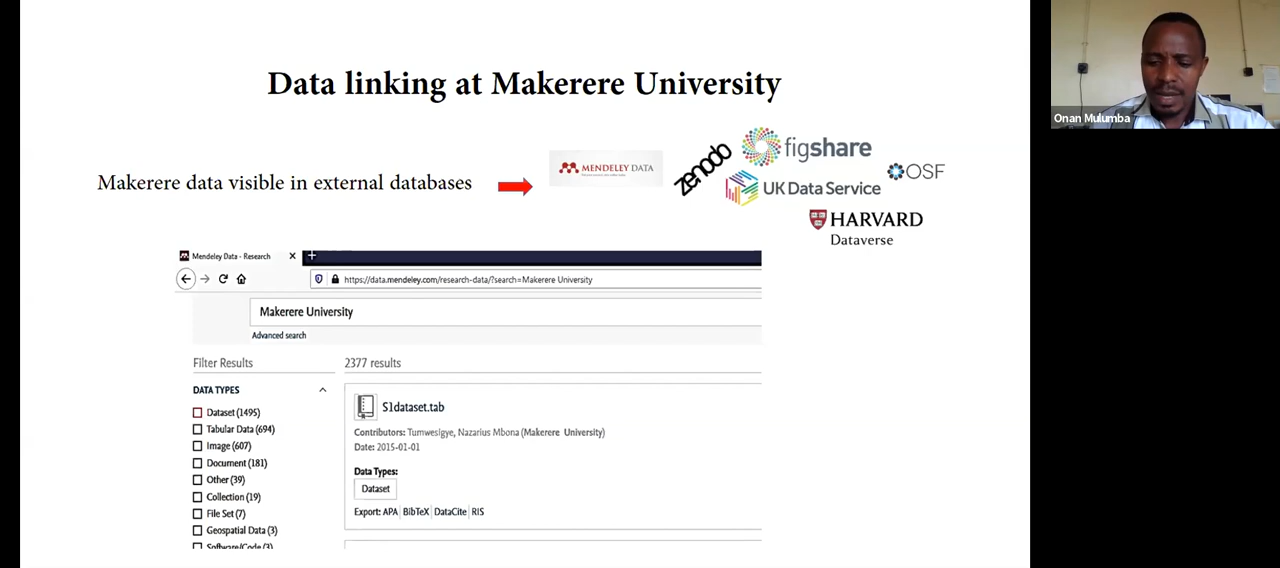 Data linking at Makerere University
Onan Mulumba
Makerere data visible in external databases
MENDELEY DATA
zenodo
figshare
UK Data Service
OSF
HARVARD
Dataverse
Mendeley Data - Research
https://data.mendeley.com/research-data/?search=Makerere University
Makerere University
Advanced search
Filter Results
2377 results
DATA TYPES
Dataset (1495)
Tabular Data (694)
Image (607)
Document (181)
Other (39)
Collection (19)
File Set (7)
Geospatial Data (3)
Software/Code (3)
S1dataset.tab
Contributors: Tumwesigye, Nazarius Mbona (Makerere University)
Date: 2015-01-01
Data Types:
Dataset
Export: APA BibTeX DataCite RIS